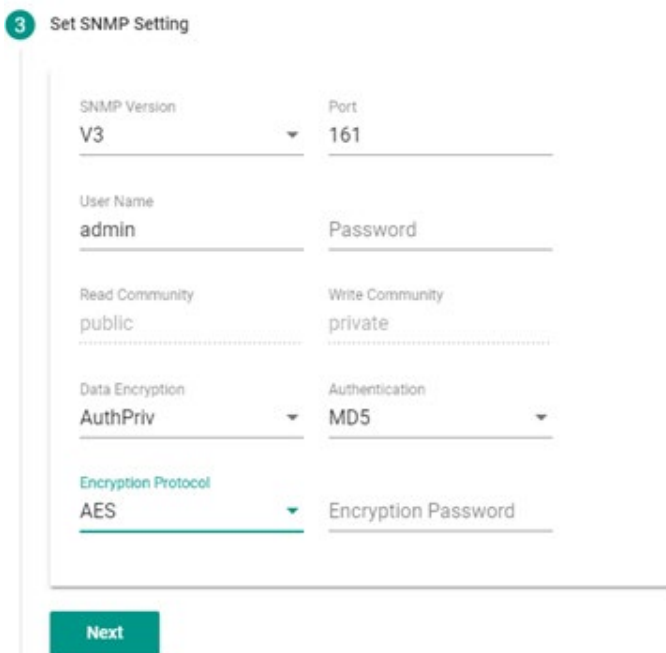 3 Set SNMP Setting
SNMP Version Port
V3 161
User Name
admin Password
Read Community Write Community
public private
Data Encryption Authentication
AuthPriv MD5
Encryption Protocol
AES Encryption Password
Next